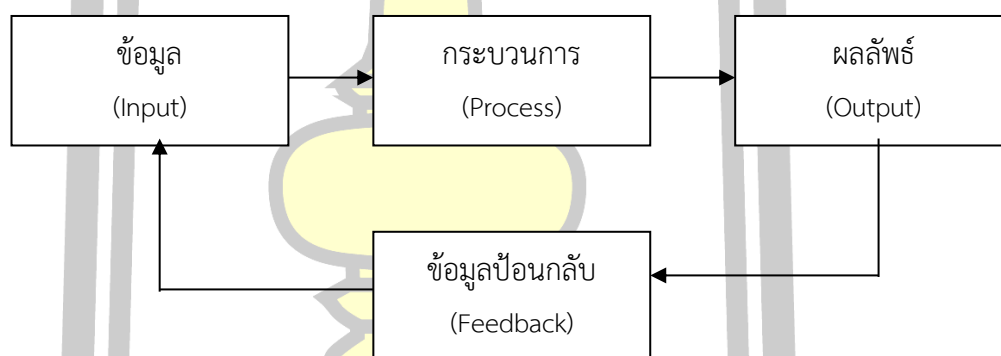 ข้อมูล
(Input)
กระบวนการ
(Process)
ผลลัพธ์
(Output)
ข้อมูลป้อนกลับ
(Feedback)